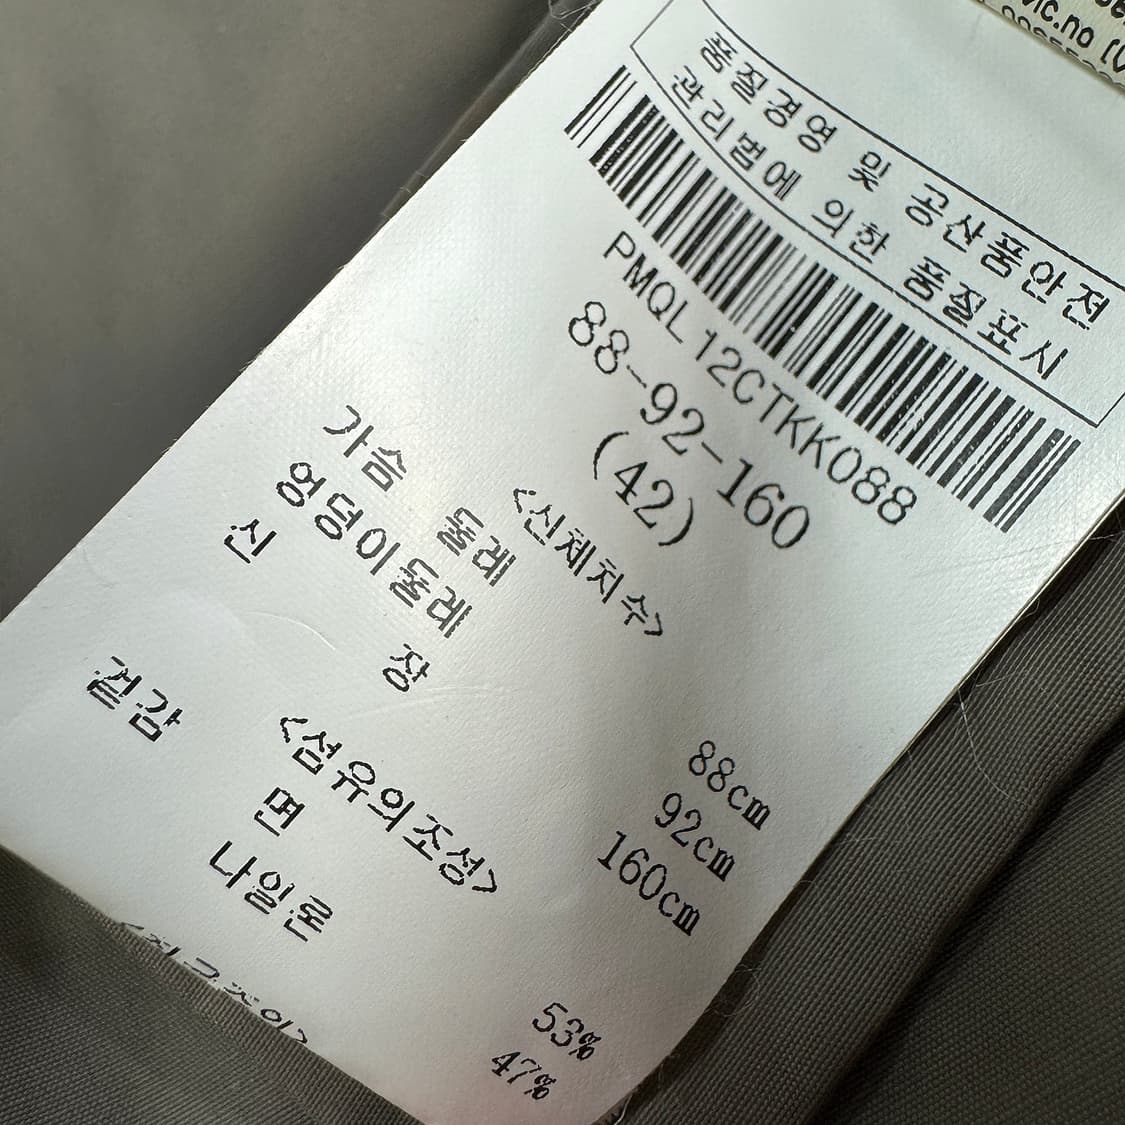 vic.no (V
품질경영 및 공산품안전
관리법에 의한 품질표시
PMQL12CTKK088
88-92-160
(42)
<신체치수>
가슴 둘레 88cm
엉덩이둘레 92cm
신 장 160cm
<섬유의조성>
겉감 면 53%
나일론 47%